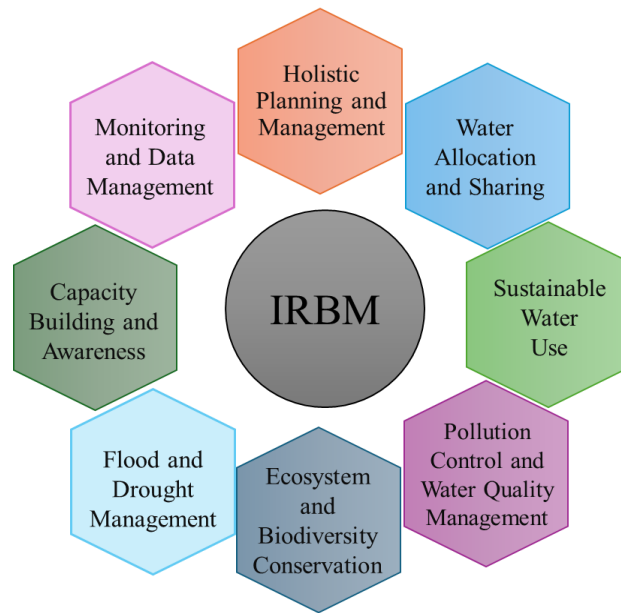 Holistic
Planning and
Management
Water
Allocation
and Sharing
Sustainable
Water
Use
Pollution
Control and
Water Quality
Management
Ecosystem
and
Biodiversity
Conservation
Flood and
Drought
Management
Capacity
Building and
Awareness
Monitoring
and Data
Management
IRBM